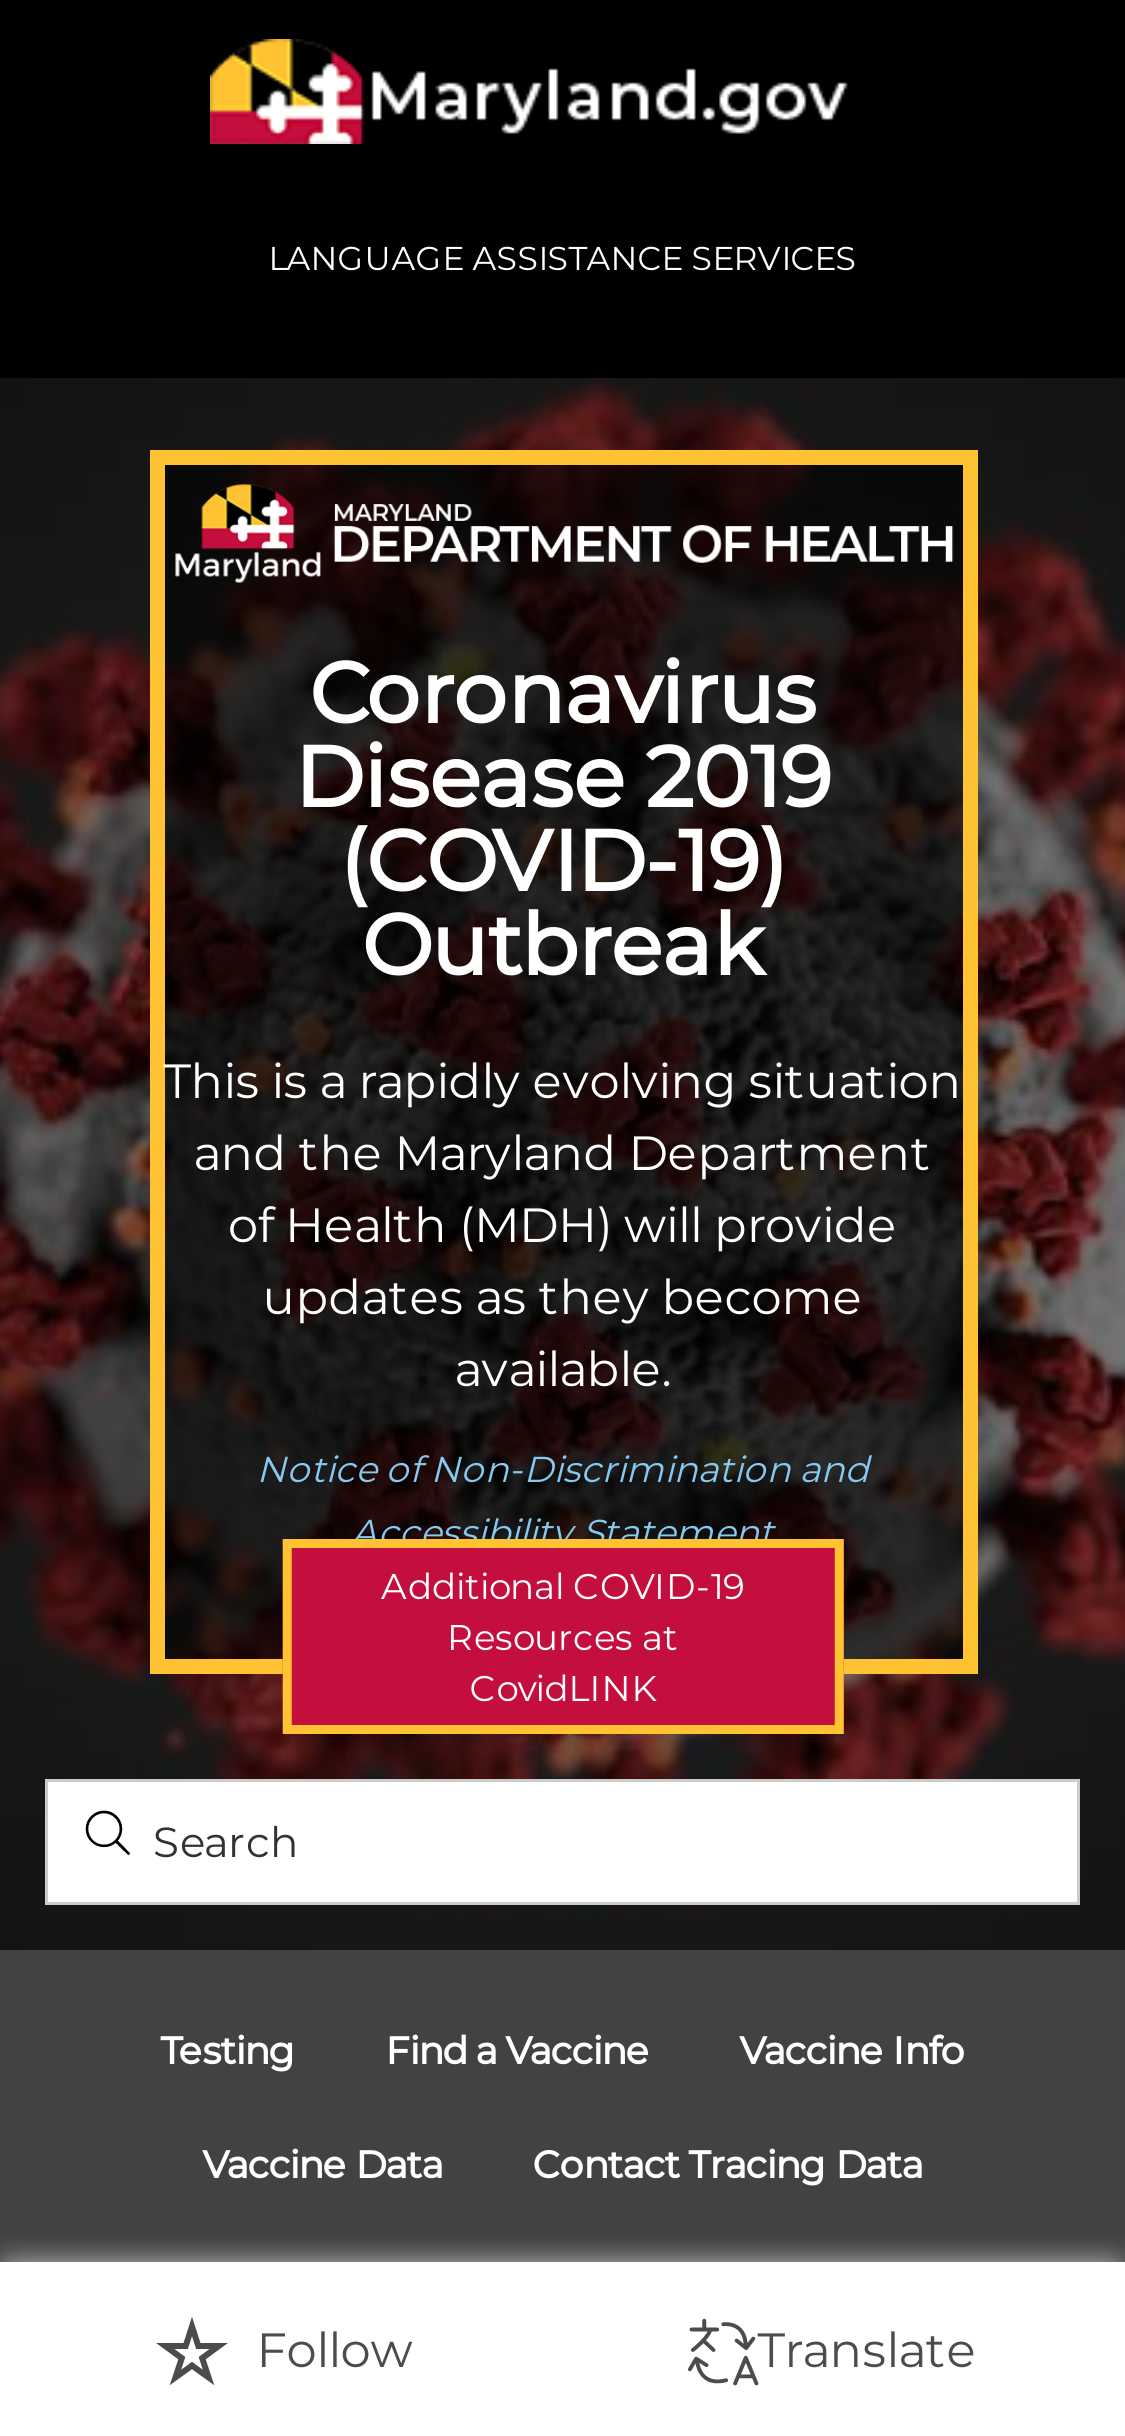 Maryland.gov
LANGUAGE ASSISTANCE SERVICES
MARYLAND
DEPARTMENT OF HEALTH
Maryland
Coronavirus
Disease 2019
(COVID-19)
Outbreak
This is a rapidly evolving situation
and the Maryland Department
of Health (MDH) will provide
updates as they become
available.
Notice of Non-Discrimination and
Accessibility Statement
Additional COVID-19
Resources at
CovidLINK
Search
Testing Find a Vaccine Vaccine Info
Vaccine Data Contact Tracing Data
Follow Translate